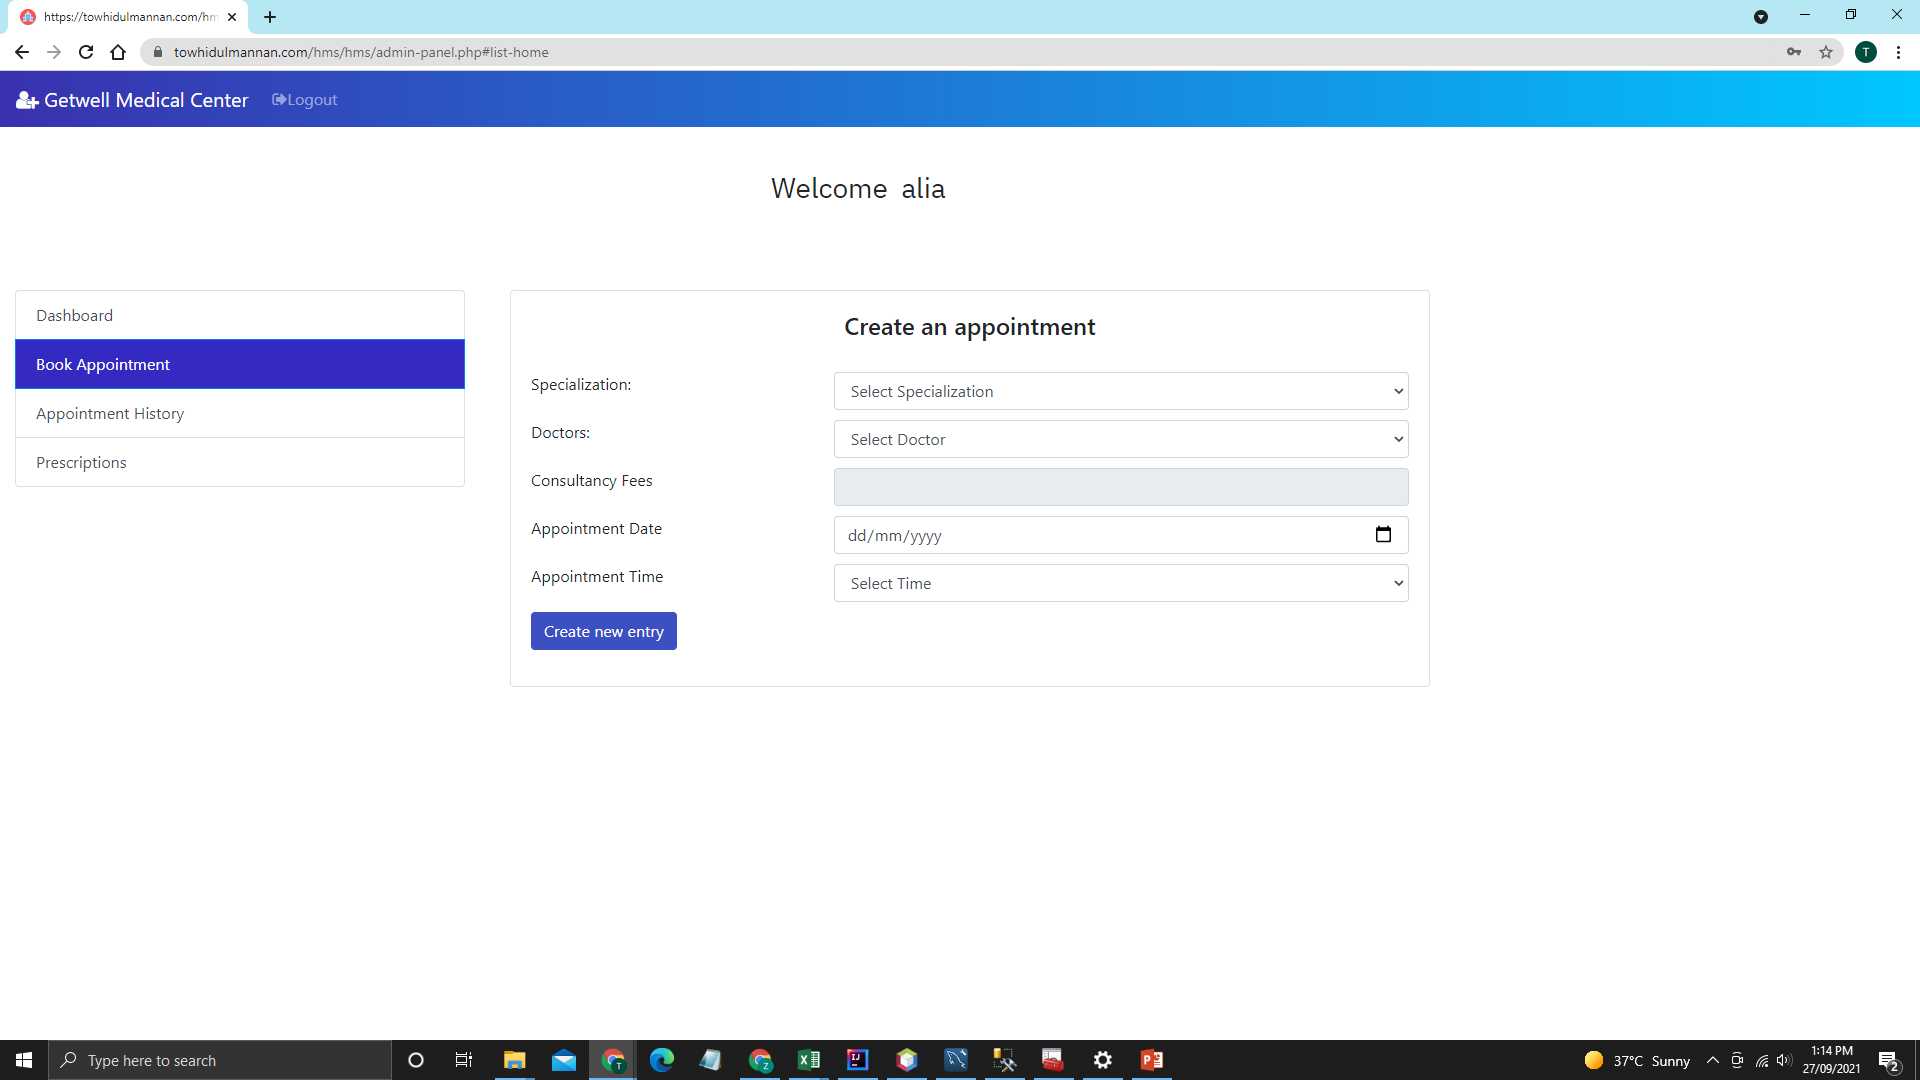 https://towhidulmannan.com/hm
towhidulmannan.com/hms/hms/admin-panel.php#list-home
T
Getwell Medical Center
Logout
Welcome alia
Dashboard
Book Appointment
Appointment History
Prescriptions
Create an appointment
Specialization:
Select Specialization
Doctors:
Select Doctor
Consultancy Fees
Appointment Date
dd/mm/yyyy
Appointment Time
Select Time
Create new entry
Type here to search
T
Z
IJ
37°C Sunny
1:14 PM
27/09/2021
2